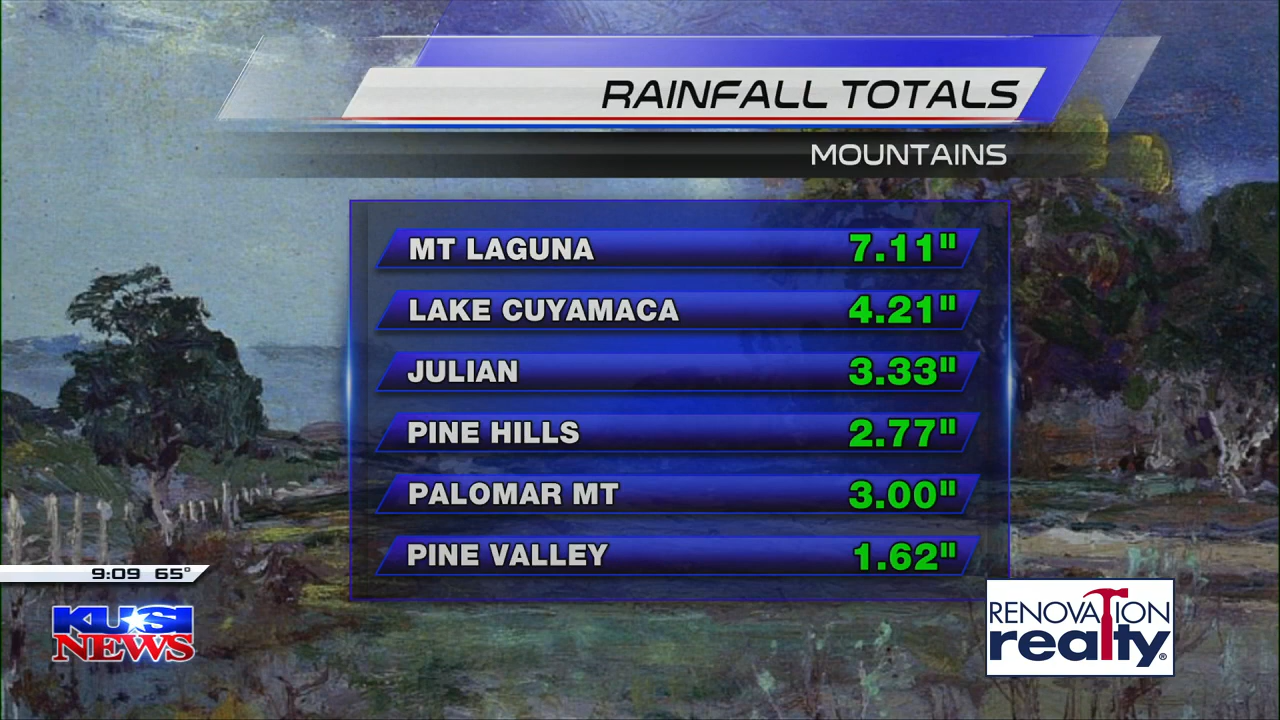 RAINFALL TOTALS
MOUNTAINS
MT LAGUNA 7.11"
LAKE CUYAMACA 4.21"
JULIAN 3.33"
PINE HILLS 2.77"
PALOMAR MT 3.00"
PINE VALLEY 1.62"
9:09 65°
KUSI
NEWS
RENOVATION
realty®